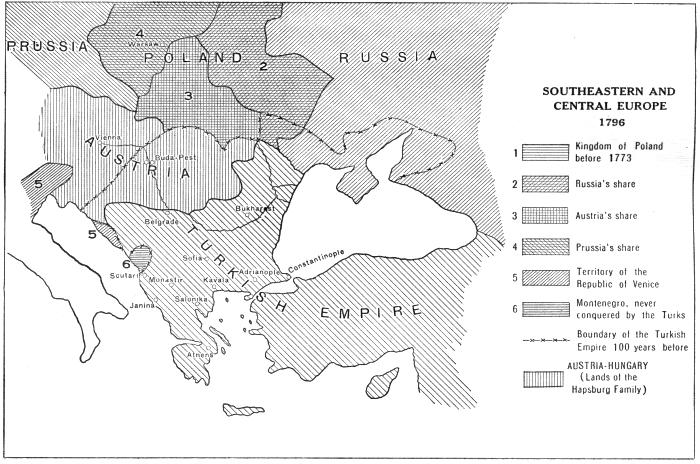 PRUSSIA
4
Warsaw
POLAND
2
RUSSIA
3
Vienna
AUSTRIA
Buda-Pest
5
Bukharest
Belgrade
5
6
TURKISH EMPIRE
Sofia
Scutari
Monastir
Kavala
Adrianople
Constantinople
Janina
Salonika
Athens
SOUTHEASTERN AND
CENTRAL EUROPE
1796
1 Kingdom of Poland
before 1773
2 Russia's share
3 Austria's share
4 Prussia's share
5 Territory of the
Republic of Venice
6 Montenegro, never
conquered by the Turks
Boundary of the Turkish
Empire 100 years before
AUSTRIA-HUNGARY
(Lands of the
Hapsburg Family)